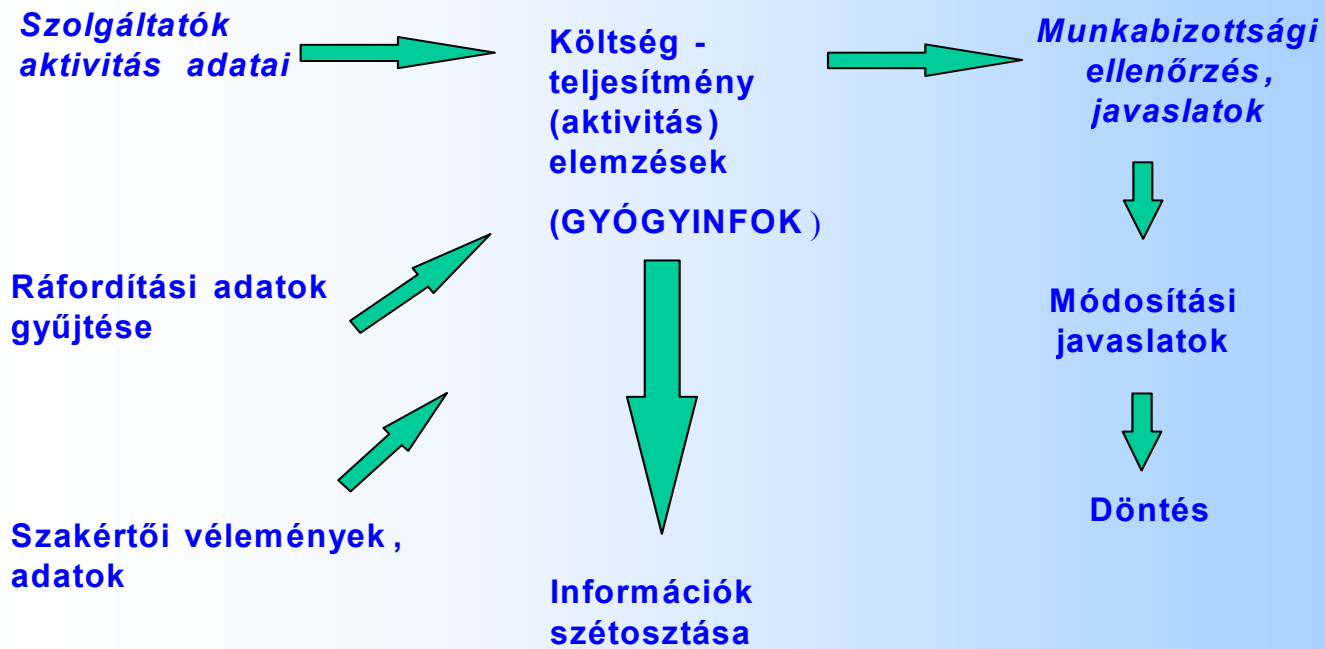 Szolgáltatók
aktivitás adatai
Költség -
teljesítmény
(aktivitás)
elemzések
(GYÓGYINFOK)
Munkabizottsági
ellenőrzés,
javaslatok
Ráfordítási adatok
gyűjtése
Módosítási
javaslatok
Szakértői vélemények,
adatok
Döntés
Információk
szétosztása